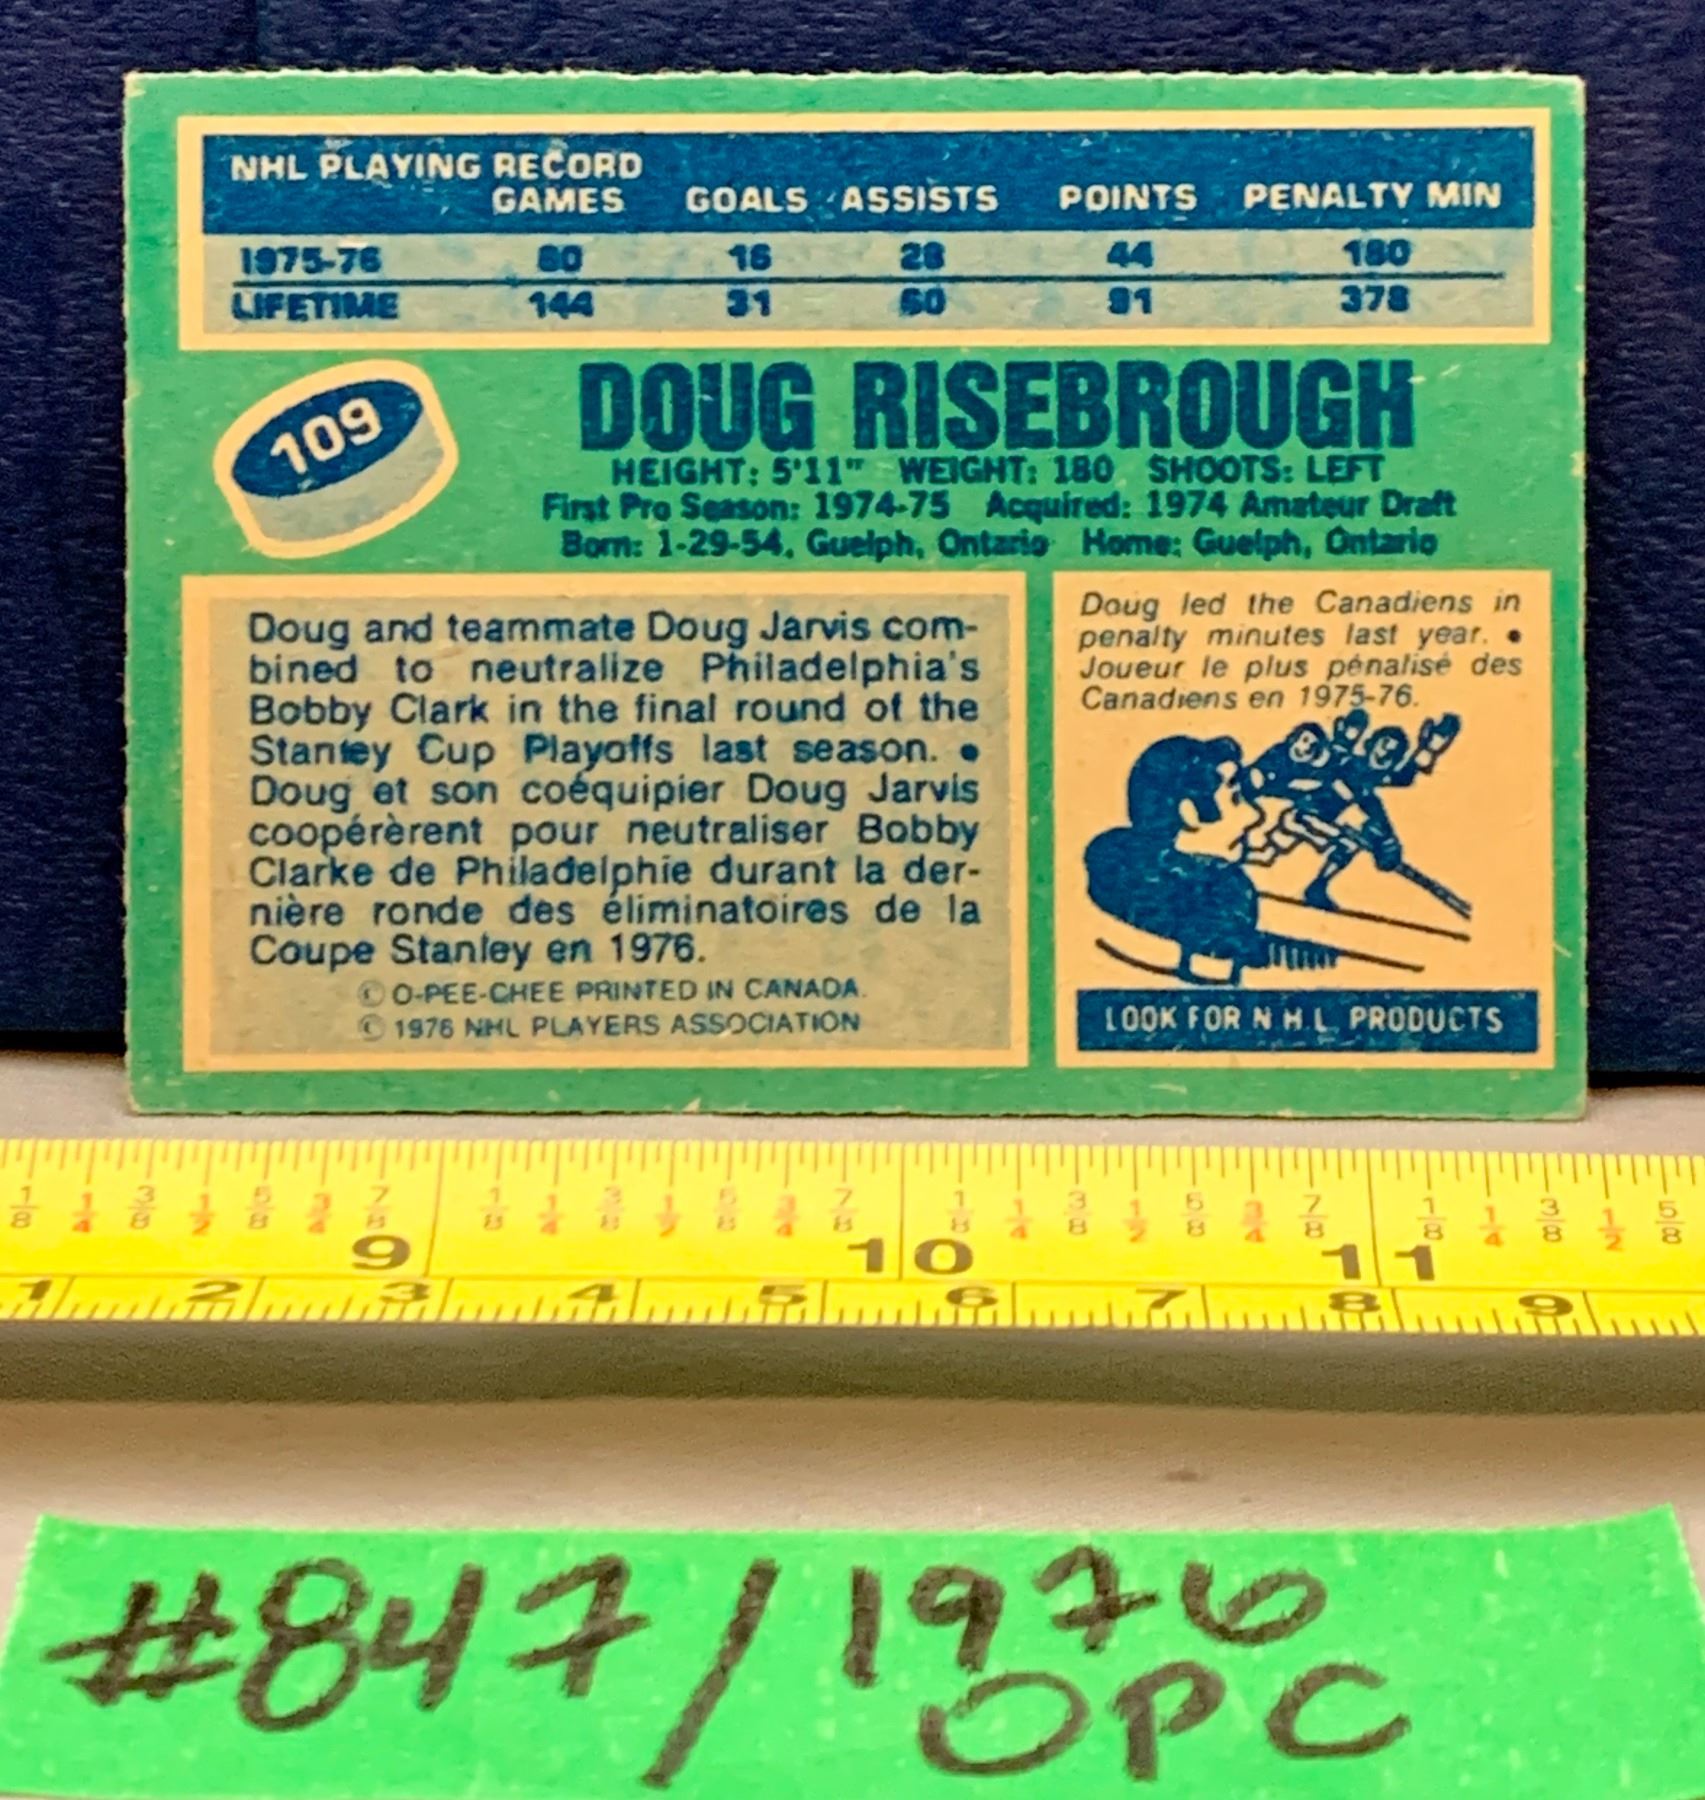 NHL PLAYING RECORD
GAMES GOALS ASSISTS POINTS PENALTY MIN
1975-76 80 16 28 44 180
LIFETIME 144 31 60 91 378
109
DOUG RISEBROUGH
HEIGHT: 5'11" WEIGHT: 180 SHOOTS: LEFT
First Pro Season: 1974-75 Acquired: 1974 Amateur Draft
Born: 1-29-54, Guelph, Ontario Home: Guelph, Ontario
Doug and teammate Doug Jarvis com-
bined to neutralize Philadelphia's
Bobby Clark in the final round of the
Stanley Cup Playoffs last season. •
Doug et son coéquipier Doug Jarvis
coopérèrent pour neutraliser Bobby
Clarke de Philadelphie durant la der-
nière ronde des éliminatoires de la
Coupe Stanley en 1976.
© O-PEE-CHEE PRINTED IN CANADA.
© 1976 NHL PLAYERS ASSOCIATION
Doug led the Canadiens in
penalty minutes last year. •
Joueur le plus pénalisé des
Canadiens en 1975-76.
LOOK FOR N.H.L. PRODUCTS
1/8 1/4 3/8 1/2 5/8 3/4 7/8 1/8 1/4 3/8 1/2 5/8 3/4 7/8 1/8 1/4 3/8 1/2 5/8 3/4 7/8 1/8 1/4 3/8 1/2 5/8
9 10 11
1 2 3 4 5 6 7 8 9
#847/1976
OPC